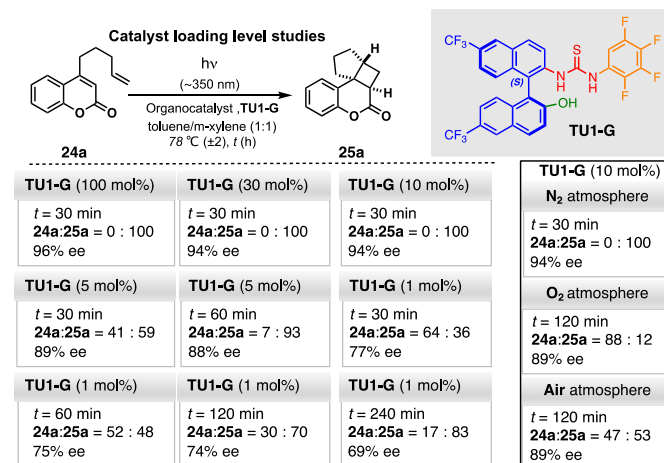 Catalyst loading level studies
hν
(~350 nm)
Organocatalyst ,TU1-G
toluene/m-xylene (1:1)
78 ℃ (±2), t (h)
O
O
24a
H
H
O
O
25a
CF3
CF3
(S)
NH
S
NH
OH
F
F
F
F
TU1-G
TU1-G (100 mol%)
t = 30 min
24a:25a = 0 : 100
96% ee
TU1-G (30 mol%)
t = 30 min
24a:25a = 0 : 100
94% ee
TU1-G (10 mol%)
t = 30 min
24a:25a = 0 : 100
94% ee
TU1-G (5 mol%)
t = 30 min
24a:25a = 41 : 59
89% ee
TU1-G (5 mol%)
t = 60 min
24a:25a = 7 : 93
88% ee
TU1-G (1 mol%)
t = 30 min
24a:25a = 64 : 36
77% ee
TU1-G (1 mol%)
t = 60 min
24a:25a = 52 : 48
75% ee
TU1-G (1 mol%)
t = 120 min
24a:25a = 30 : 70
74% ee
TU1-G (1 mol%)
t = 240 min
24a:25a = 17 : 83
69% ee
TU1-G (10 mol%)
N2 atmosphere
t = 30 min
24a:25a = 0 : 100
94% ee
O2 atmosphere
t = 120 min
24a:25a = 88 : 12
89% ee
Air atmosphere
t = 120 min
24a:25a = 47 : 53
89% ee